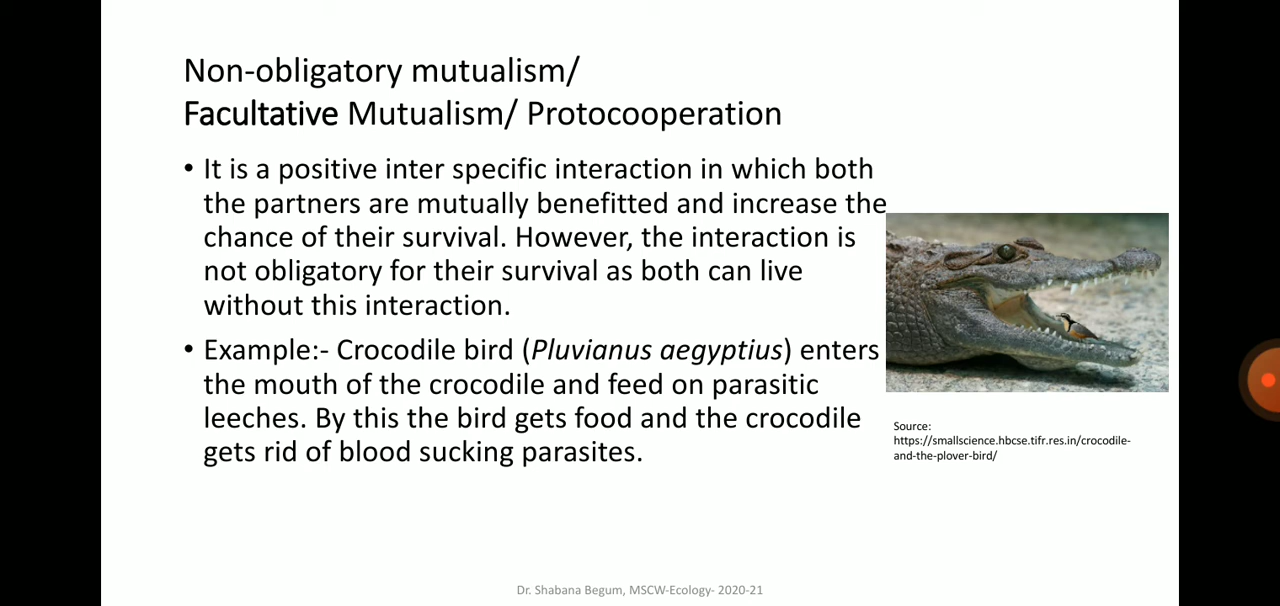 Non-obligatory mutualism/
Facultative Mutualism/ Protocooperation
• It is a positive inter specific interaction in which both
the partners are mutually benefitted and increase the
chance of their survival. However, the interaction is
not obligatory for their survival as both can live
without this interaction.
• Example:- Crocodile bird (Pluvianus aegyptius) enters
the mouth of the crocodile and feed on parasitic
leeches. By this the bird gets food and the crocodile
gets rid of blood sucking parasites.
Source:
https://smallscience.hbcse.tifr.res.in/crocodile-
and-the-plover-bird/
Dr. Shabana Begum, MSCW-Ecology- 2020-21